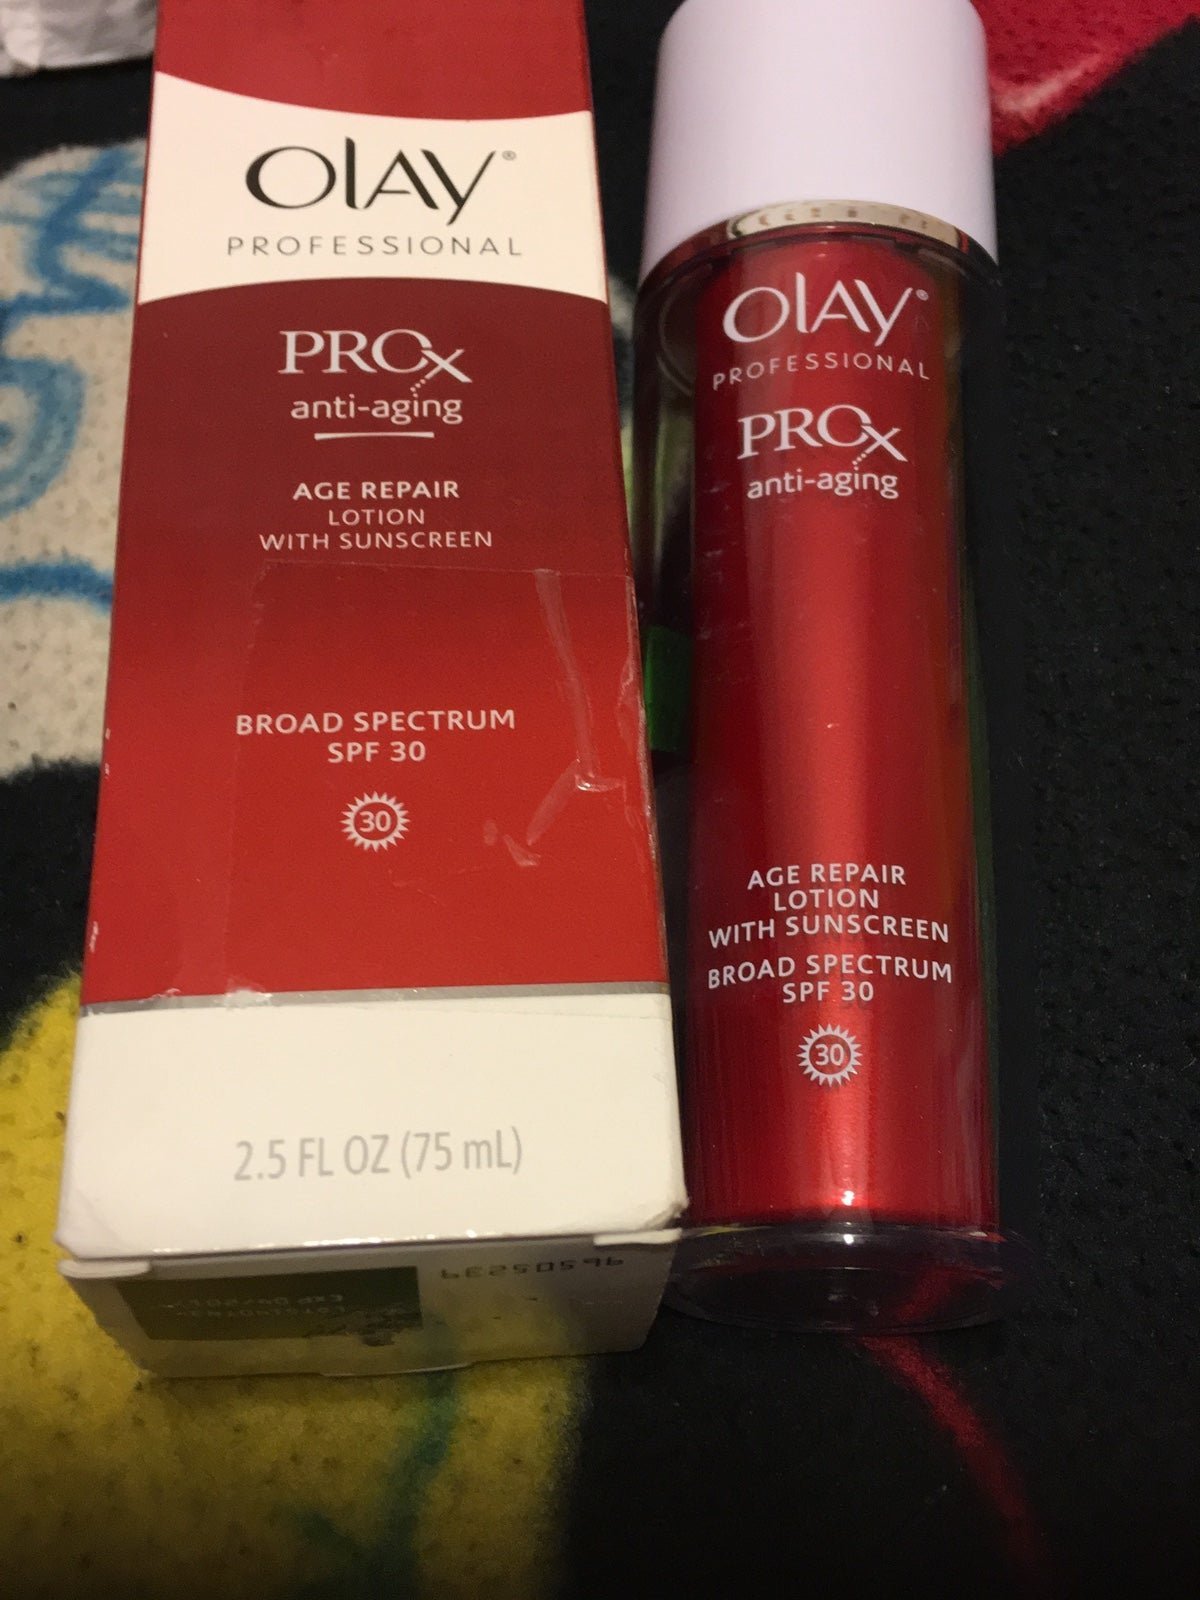 OLAY®
PROFESSIONAL
PROX
anti-aging
AGE REPAIR
LOTION
WITH SUNSCREEN
BROAD SPECTRUM
SPF 30
30
2.5 FL OZ (75 mL)
OLAY®
PROFESSIONAL
PROX
anti-aging
AGE REPAIR
LOTION
WITH SUNSCREEN
BROAD SPECTRUM
SPF 30
30